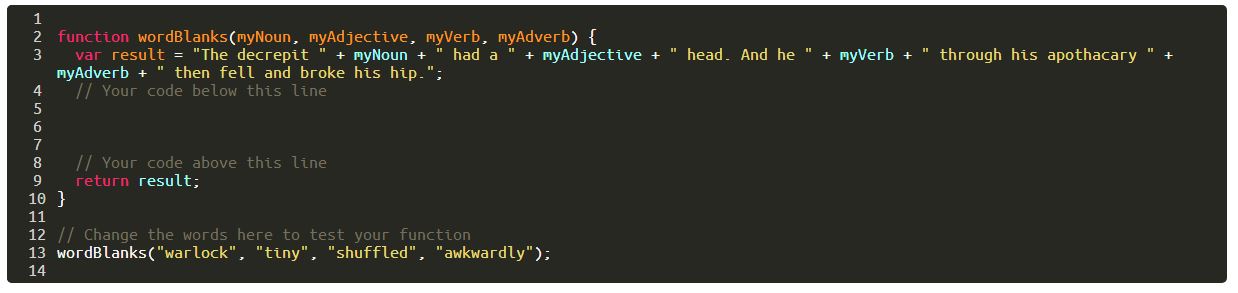 1
2 function wordBlanks(myNoun, myAdjective, myVerb, myAdverb) {
3 var result = "The decrepit " + myNoun + " had a " + myAdjective + " head. And he " + myVerb + " through his apothacary " +
myAdverb + " then fell and broke his hip.";
4 // Your code below this line
5
6
7
8 // Your code above this line
9 return result;
10 }
11
12 // Change the words here to test your function
13 wordBlanks("warlock", "tiny", "shuffled", "awkwardly");
14